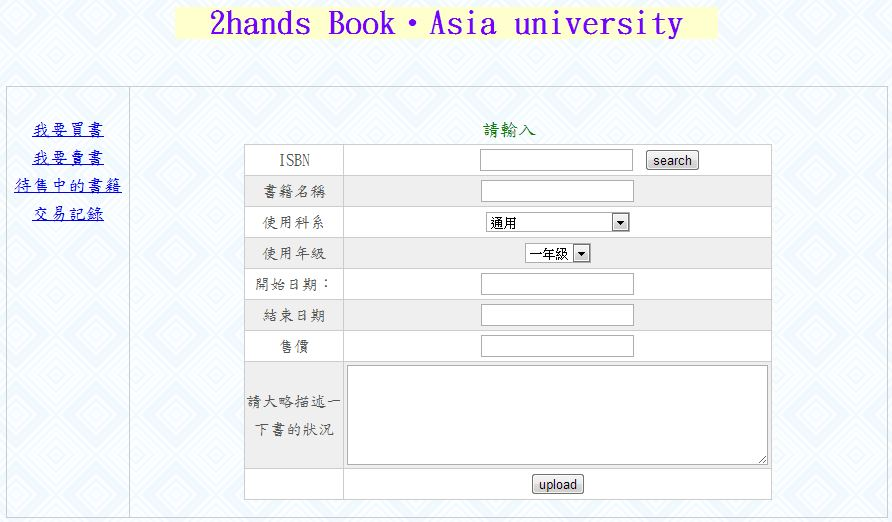 2hands Book·Asia university
我要買書
我要賣書
待售中的書籍
交易記錄
請輸入
ISBN
search
書籍名稱
使用科系
通用
使用年級
一年級
開始日期：
結束日期
售價
請大略描述一
下書的狀況
upload